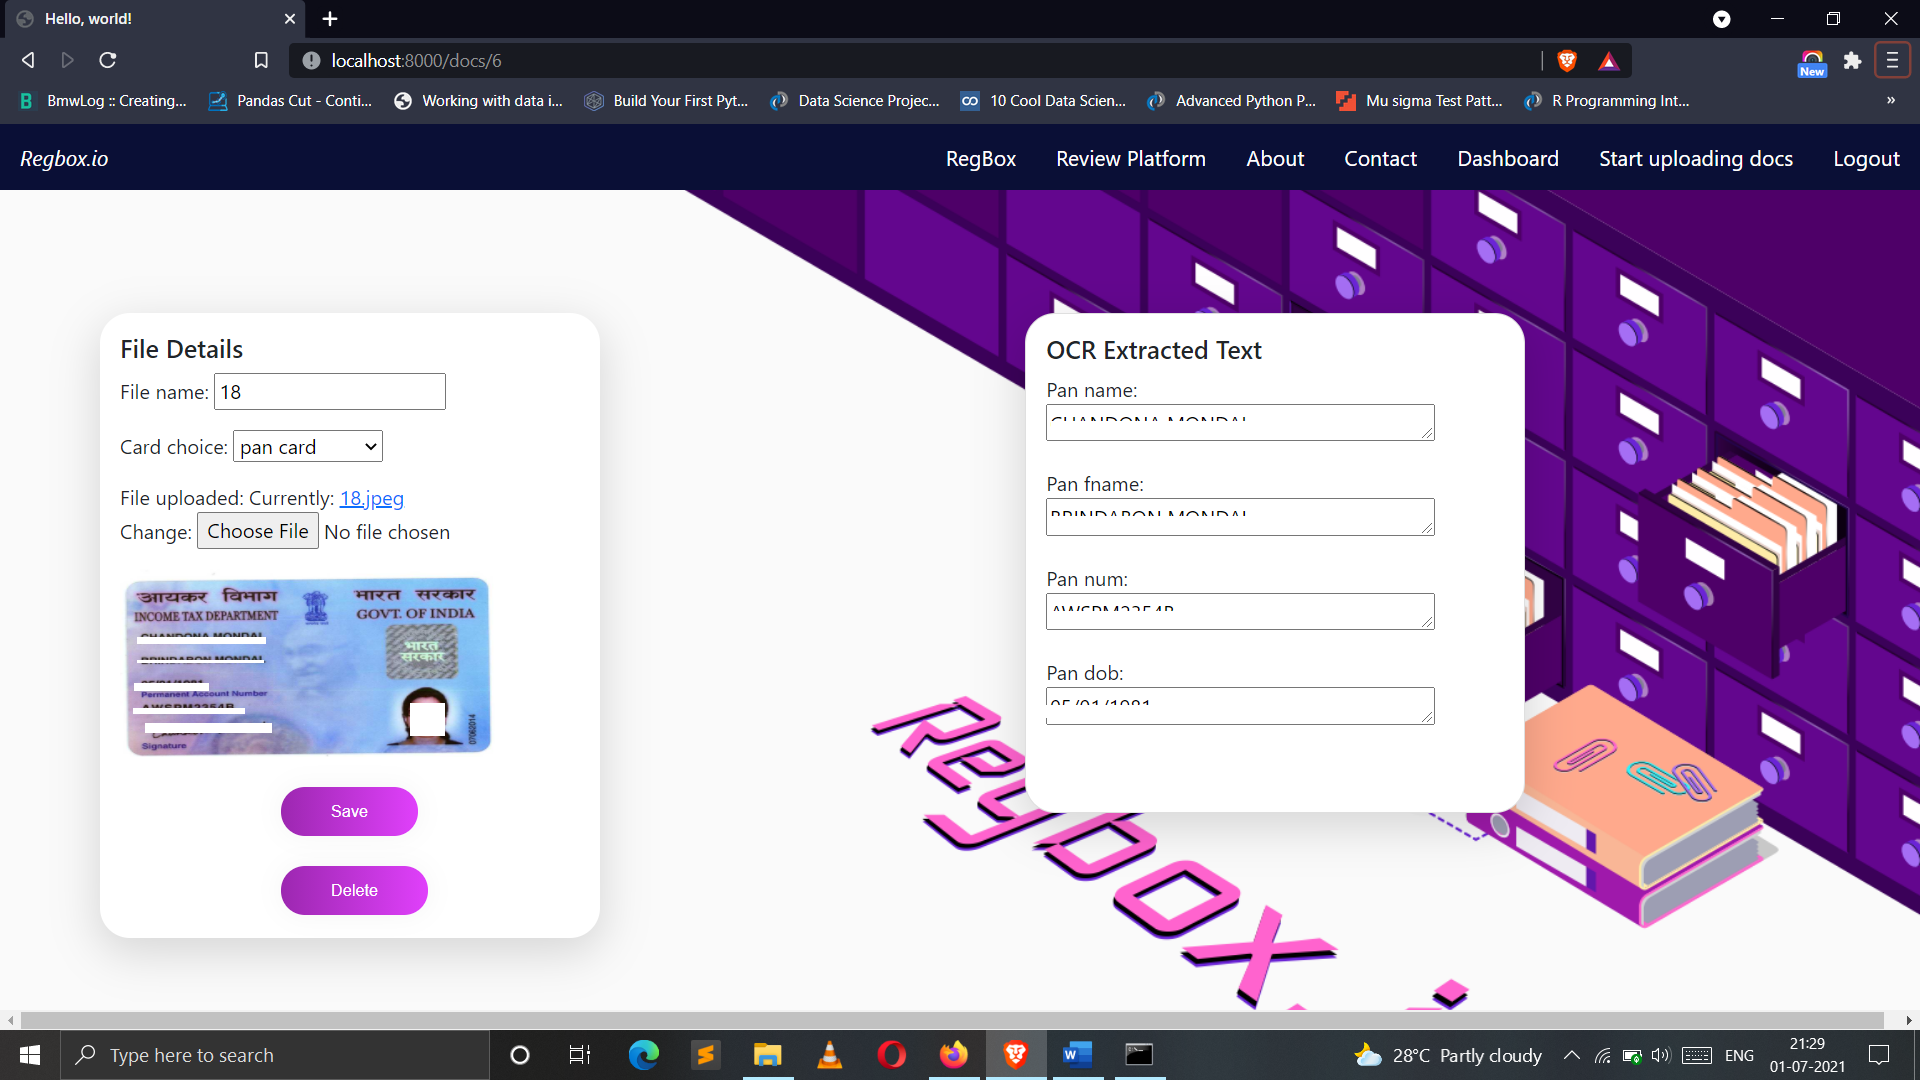 Hello, world!
localhost:8000/docs/6
New
BmwLog :: Creating...
Pandas Cut - Conti...
Working with data i...
Build Your First Pyt...
Data Science Projec...
10 Cool Data Scien...
Advanced Python P...
Mu sigma Test Patt...
R Programming Int...
»
Regbox.io
RegBox
Review Platform
About
Contact
Dashboard
Start uploading docs
Logout
File Details
File name: 18
Card choice: pan card
File uploaded: Currently: 18.jpeg
Change: Choose File No file chosen
आयकर विभाग
INCOME TAX DEPARTMENT
भारत सरकार
GOVT. OF INDIA
भारत
सरकार
Permanent Account Number
Signature
07062014
Save
Delete
OCR Extracted Text
Pan name:
Pan fname:
Pan num:
Pan dob:
Regbox.i
Type here to search
28°C Partly cloudy
ENG
21:29
01-07-2021